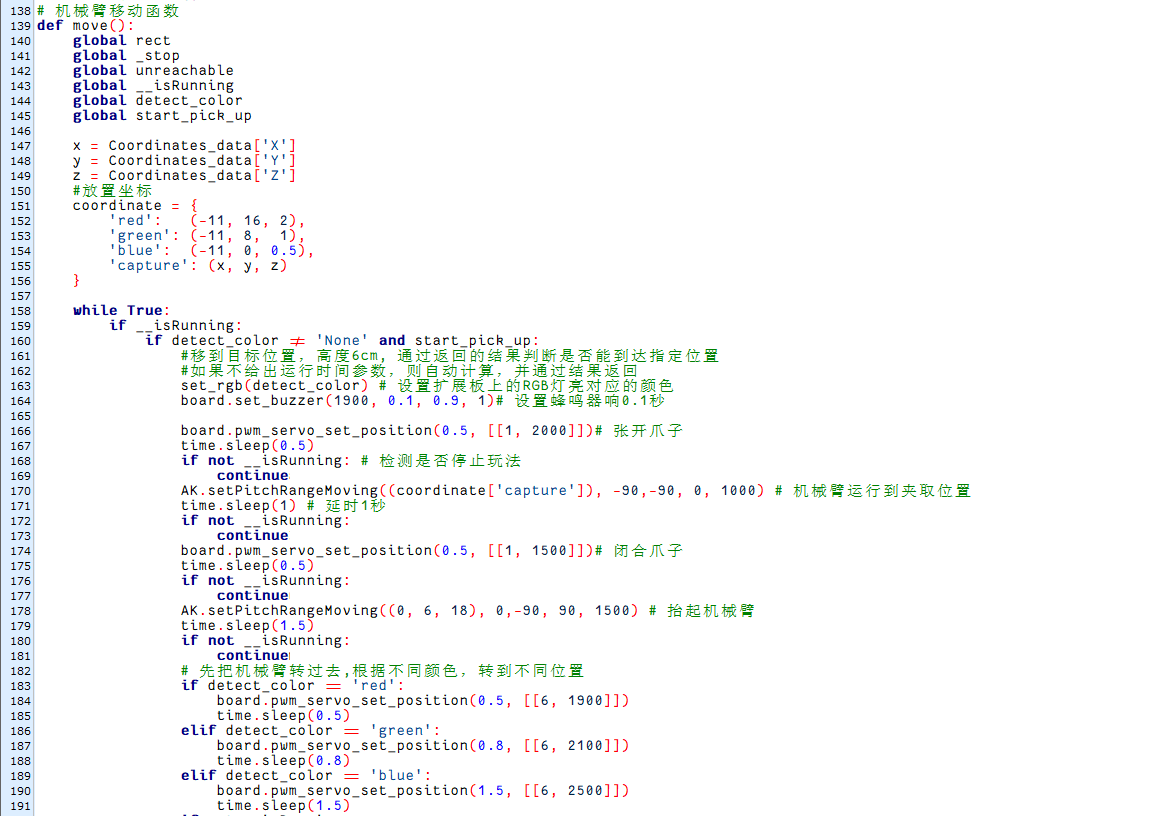 138 # 机械臂移动函数
139 def move():
140     global rect
141     global _stop
142     global unreachable
143     global __isRunning
144     global detect_color
145     global start_pick_up
146
147     x = Coordinates_data['X']
148     y = Coordinates_data['Y']
149     z = Coordinates_data['Z']
150     #放置坐标
151     coordinate = {
152         'red':   (-11, 16, 2),
153         'green': (-11, 8,  1),
154         'blue':  (-11, 0, 0.5),
155         'capture': (x, y, z)
156     }
157
158     while True:
159         if __isRunning:
160             if detect_color != 'None' and start_pick_up:
161                 #移到目标位置，高度6cm, 通过返回的结果判断是否能到达指定位置
162                 #如果不给出运行时间参数，则自动计算，并通过结果返回
163                 set_rgb(detect_color) # 设置扩展板上的RGB灯亮对应的颜色
164                 board.set_buzzer(1900, 0.1, 0.9, 1)# 设置蜂鸣器响0.1秒
165
166                 board.pwm_servo_set_position(0.5, [[1, 2000]])# 张开爪子
167                 time.sleep(0.5)
168                 if not __isRunning: # 检测是否停止玩法
169                     continue
170                 AK.setPitchRangeMoving((coordinate['capture']), -90,-90, 0, 1000) # 机械臂运行到夹取位置
171                 time.sleep(1) # 延时1秒
172                 if not __isRunning:
173                     continue
174                 board.pwm_servo_set_position(0.5, [[1, 1500]])# 闭合爪子
175                 time.sleep(0.5)
176                 if not __isRunning:
177                     continue
178                 AK.setPitchRangeMoving((0, 6, 18), 0,-90, 90, 1500) # 抬起机械臂
179                 time.sleep(1.5)
180                 if not __isRunning:
181                     continue
182                 # 先把机械臂转过去,根据不同颜色，转到不同位置
183                 if detect_color == 'red':
184                     board.pwm_servo_set_position(0.5, [[6, 1900]])
185                     time.sleep(0.5)
186                 elif detect_color == 'green':
187                     board.pwm_servo_set_position(0.8, [[6, 2100]])
188                     time.sleep(0.8)
189                 elif detect_color == 'blue':
190                     board.pwm_servo_set_position(1.5, [[6, 2500]])
191                     time.sleep(1.5)